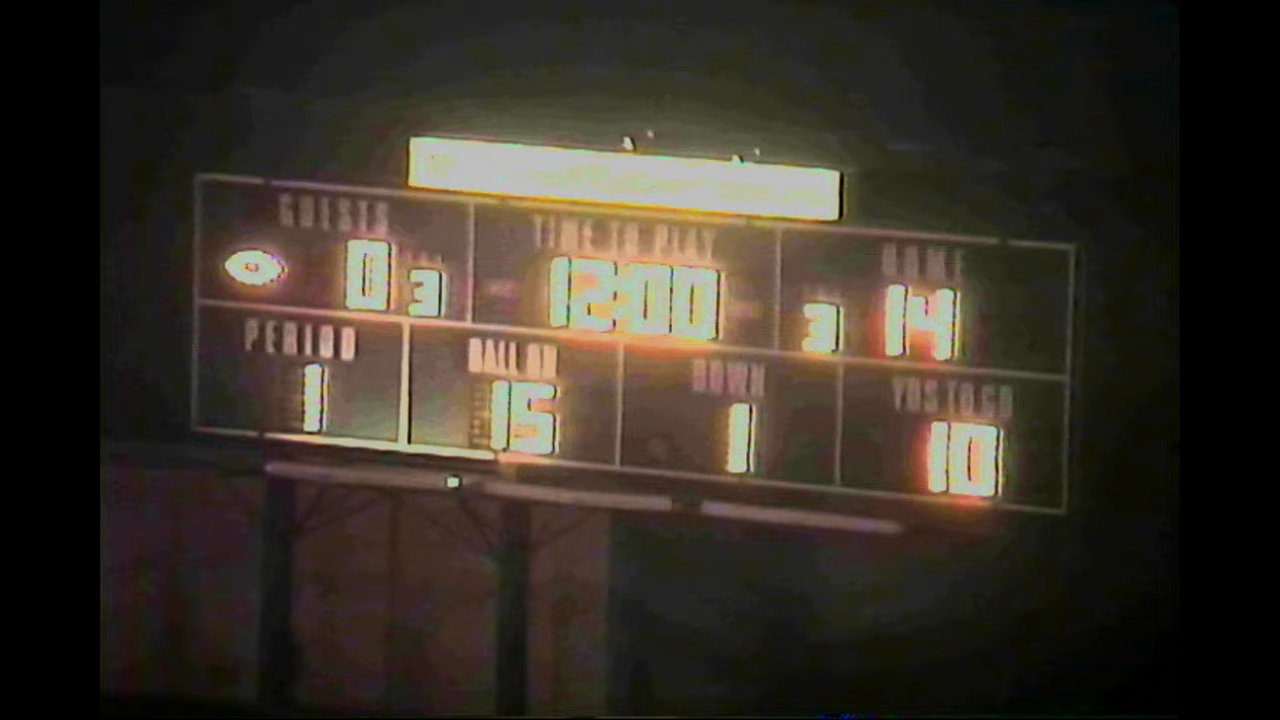 GUESTS TIME TO PLAY HOME
0 3 12:00 3 14
PERIOD BALL ON DOWN YDS TO GO
1 15 1 10